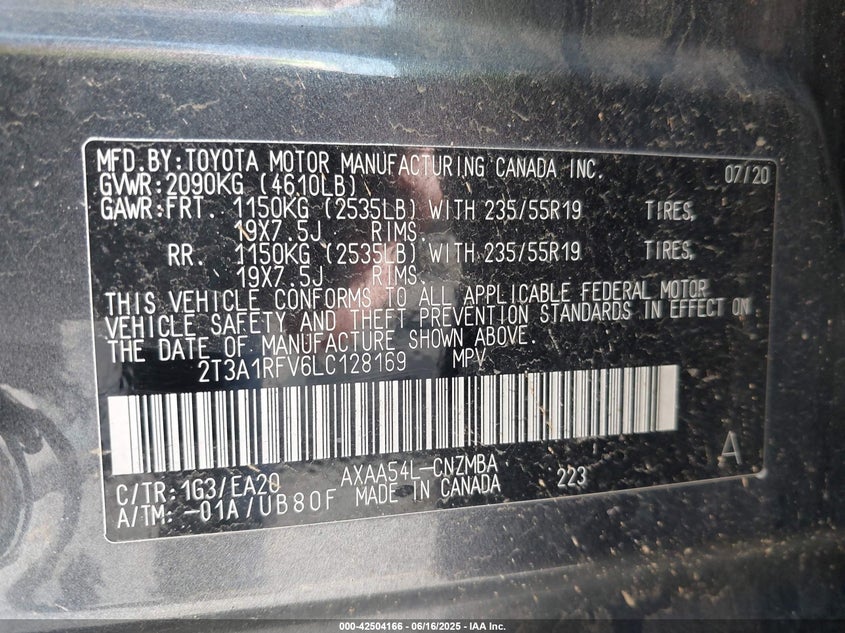 MFD.BY:TOYOTA MOTOR MANUFACTURING CANADA INC. 07/20
GVWR:2090KG (4610LB)
GAWR:FRT. 1150KG (2535LB) WITH 235/55R19 TIRES,
19X7.5J RIMS.
RR. 1150KG (2535LB) WITH 235/55R19 TIRES,
19X7.5J RIMS.
THIS VEHICLE CONFORMS TO ALL APPLICABLE FEDERAL MOTOR
VEHICLE SAFETY AND THEFT PREVENTION STANDARDS IN EFFECT ON
THE DATE OF MANUFACTURE SHOWN ABOVE.
2T3A1RFV6LC128169 MPV
C/TR:1G3/EA20 AXAA54L-CNZMBA A
A/TM:-01A/UB80F MADE IN CANADA 223
000-42504166 - 06/16/2025 - IAA Inc.